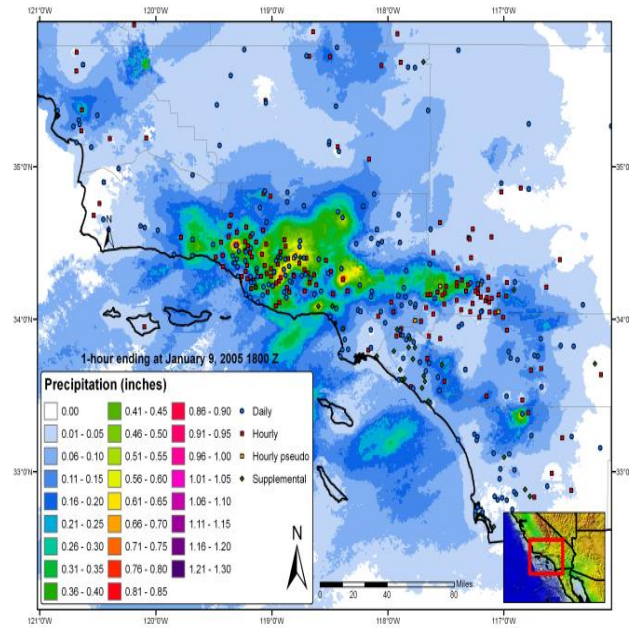 121°0'W 120°0'W 119°0'W 118°0'W 117°0'W
35°0'N 35°0'N
N
34°0'N 34°0'N
1-hour ending at January 9, 2005 1800 Z
Precipitation (inches)
0.00 0.41 - 0.45 0.86 - 0.90 Daily
0.01 - 0.05 0.46 - 0.50 0.91 - 0.95 Hourly
0.06 - 0.10 0.51 - 0.55 0.96 - 1.00 Hourly pseudo
0.11 - 0.15 0.56 - 0.60 1.01 - 1.05 Supplemental
0.16 - 0.20 0.61 - 0.65 1.06 - 1.10
0.21 - 0.25 0.66 - 0.70 1.11 - 1.15
0.26 - 0.30 0.71 - 0.75 1.16 - 1.20
0.31 - 0.35 0.76 - 0.80 1.21 - 1.30
0.36 - 0.40 0.81 - 0.85
33°0'N 33°0'N
N
Miles
0 20 40 80
121°0'W 120°0'W 119°0'W 118°0'W 117°0'W